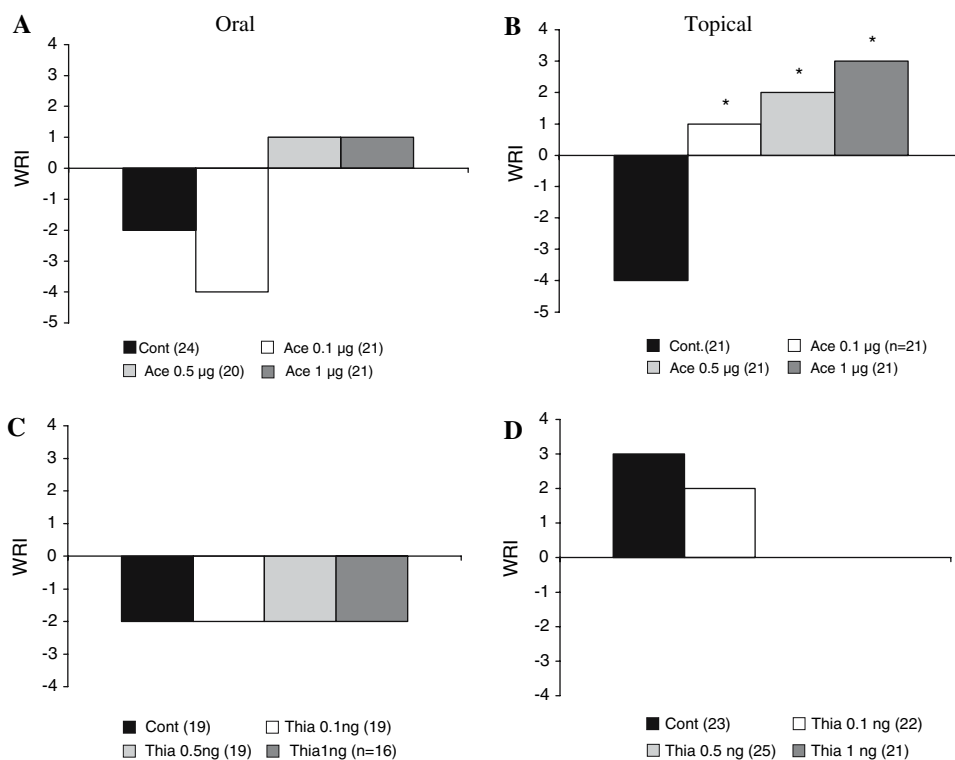 A Oral
4
3
2
1
0
-1
-2
-3
-4
-5
WRI
Cont (24) Ace 0.1 µg (21)
Ace 0.5 µg (20) Ace 1 µg (21)
B Topical
4
3
2
1
0
-1
-2
-3
-4
-5
WRI
* * *
Cont.(21) Ace 0.1 µg (n=21)
Ace 0.5 µg (21) Ace 1 µg (21)
C
4
3
2
1
0
-1
-2
-3
-4
WRI
Cont (19) Thia 0.1ng (19)
Thia 0.5ng (19) Thia1ng (n=16)
D
4
3
2
1
0
-1
-2
-3
-4
WRI
Cont (23) Thia 0.1 ng (22)
Thia 0.5 ng (25) Thia 1 ng (21)